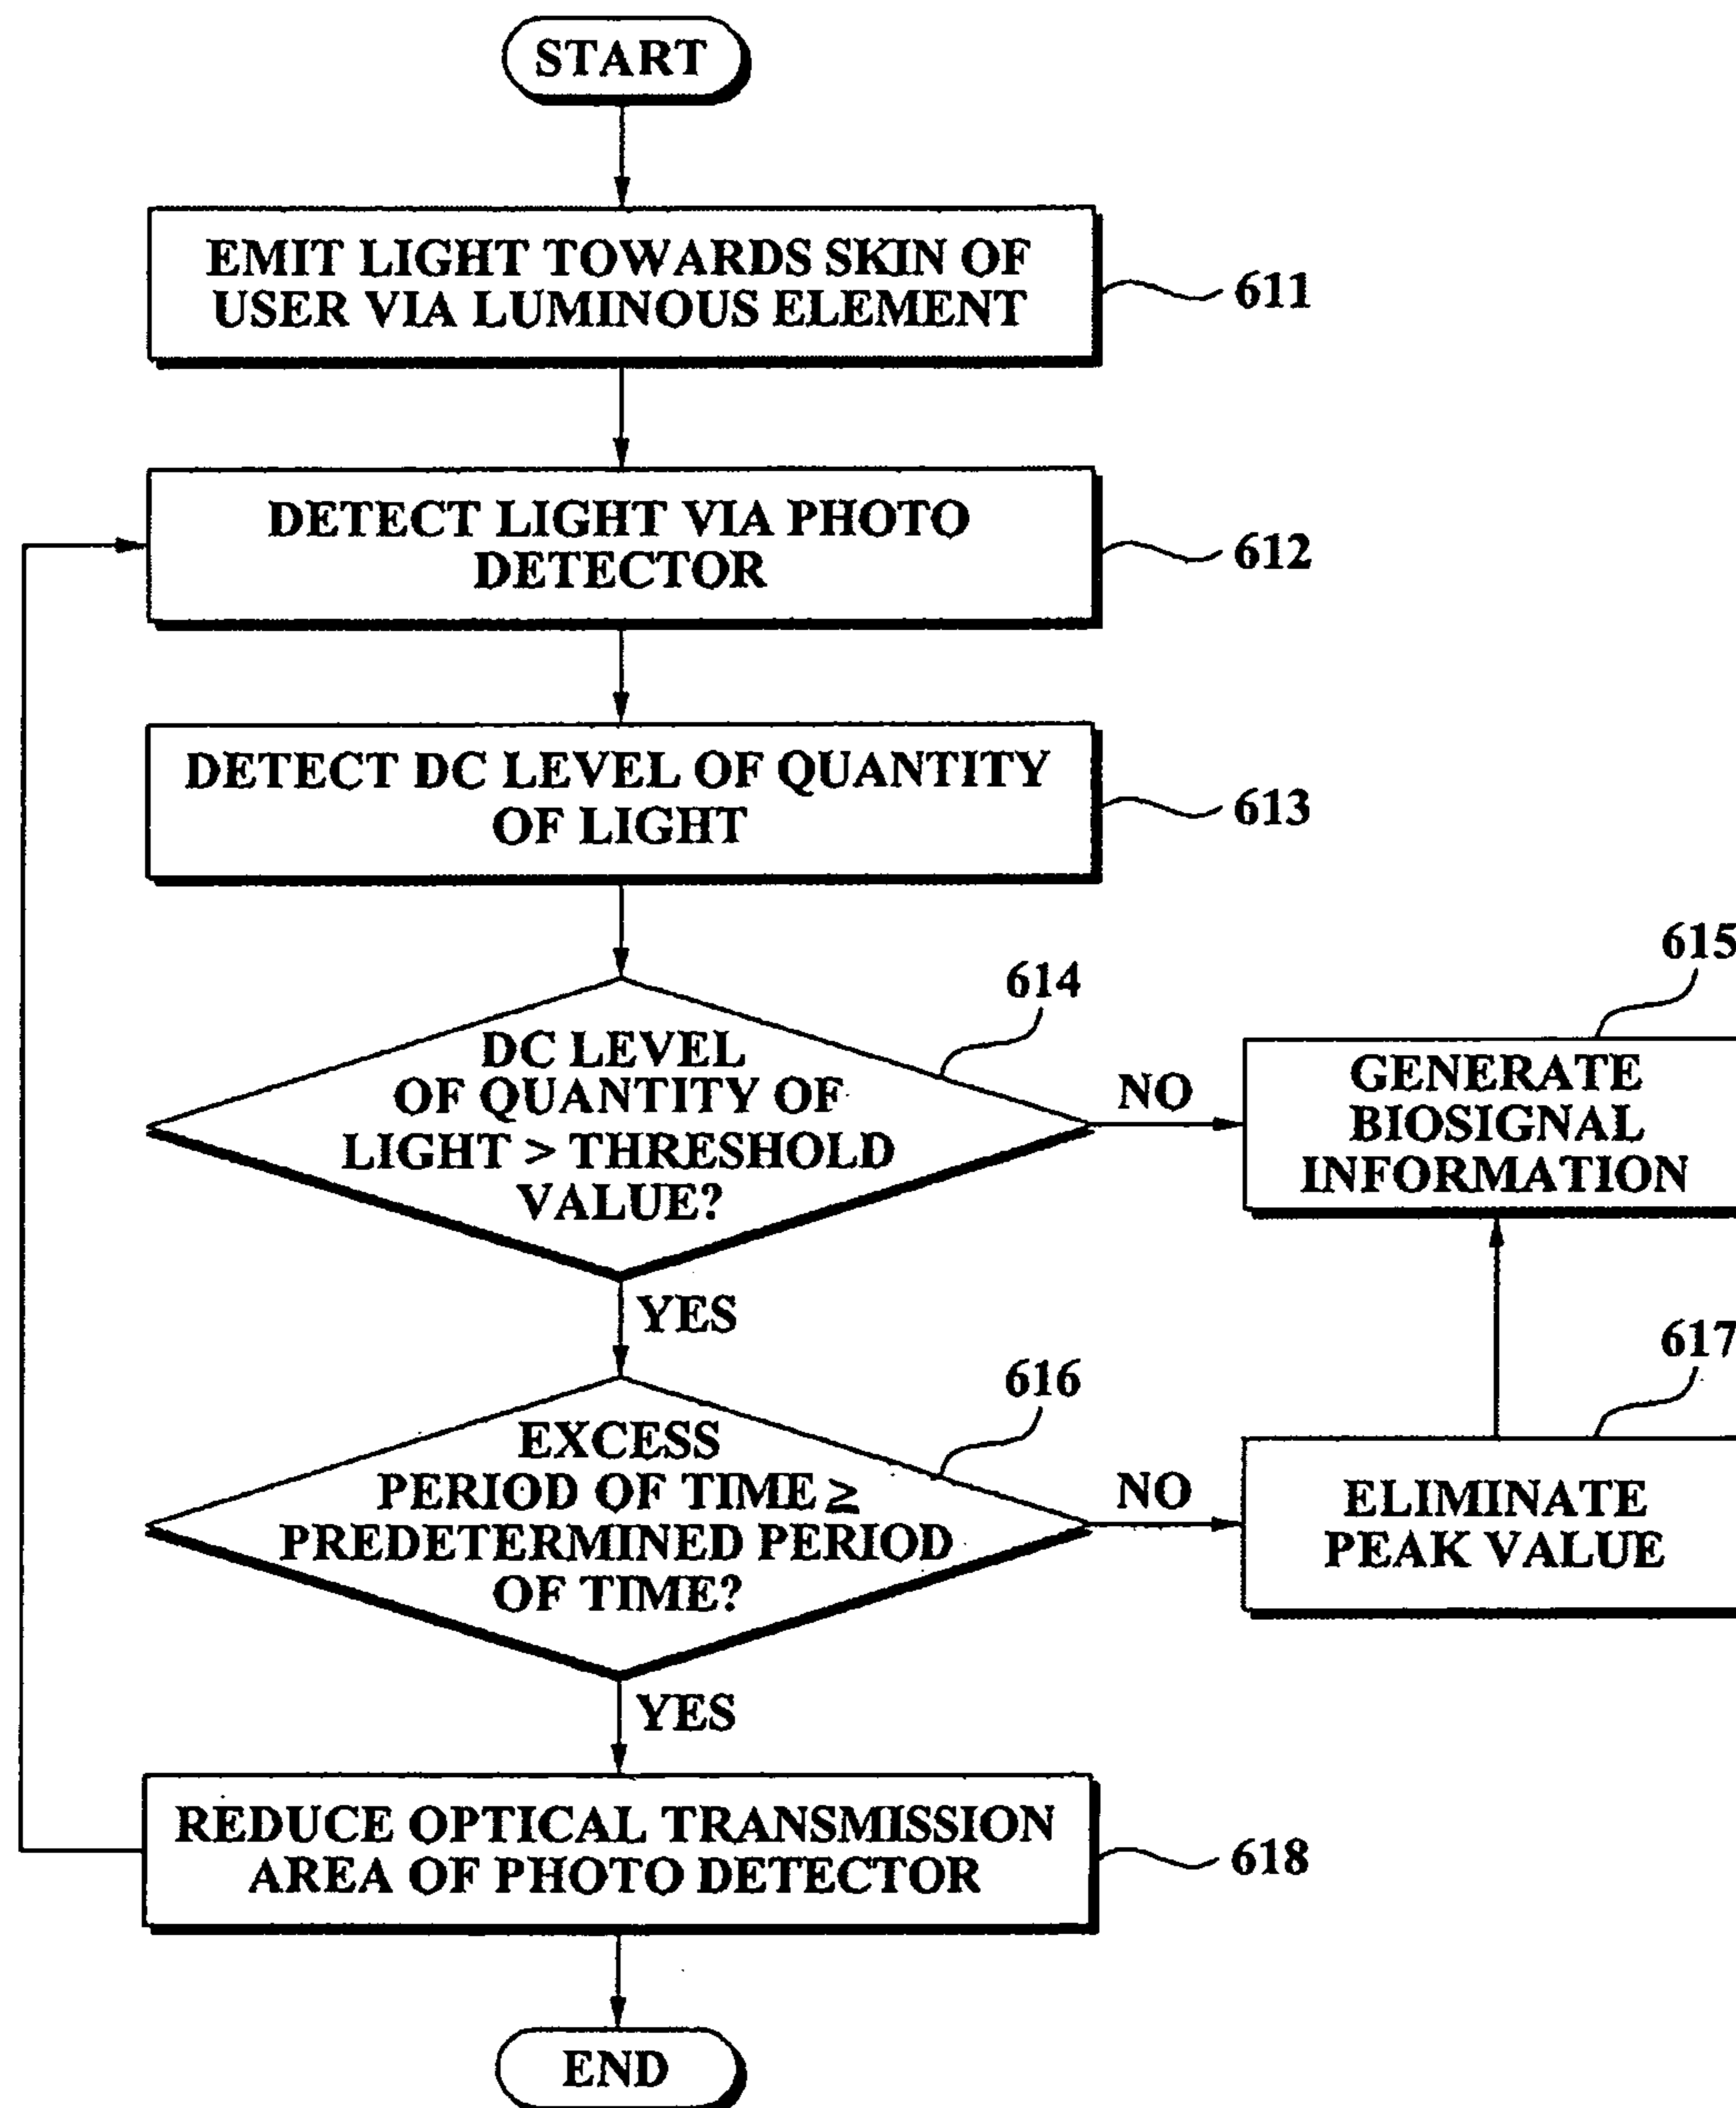 START
EMIT LIGHT TOWARDS SKIN OF
USER VIA LUMINOUS ELEMENT
611
DETECT LIGHT VIA PHOTO
DETECTOR
612
DETECT DC LEVEL OF QUANTITY
OF LIGHT
613
DC LEVEL
OF QUANTITY OF
LIGHT > THRESHOLD
VALUE?
614
NO
615
GENERATE
BIOSIGNAL
INFORMATION
YES
EXCESS
PERIOD OF TIME ≥
PREDETERMINED PERIOD
OF TIME?
616
NO
617
ELIMINATE
PEAK VALUE
YES
REDUCE OPTICAL TRANSMISSION
AREA OF PHOTO DETECTOR
618
END